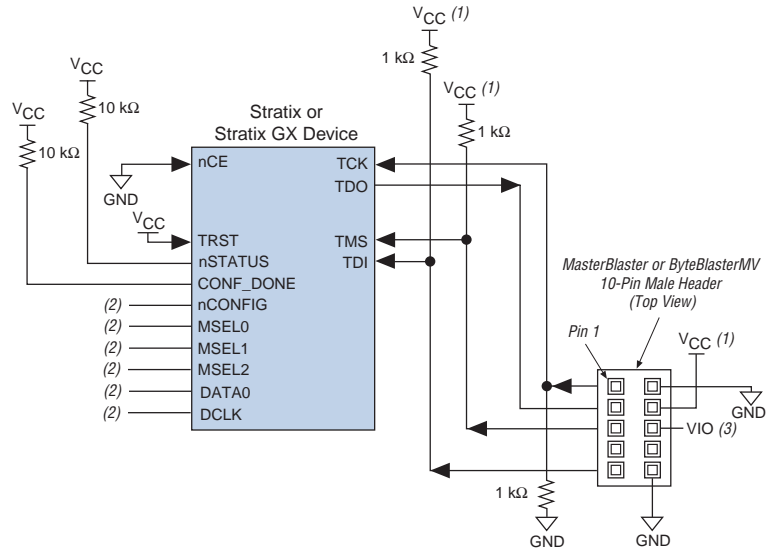 VCC (1)
1 kΩ
VCC
VCC (1)
VCC
10 kΩ
Stratix or
Stratix GX Device
1 kΩ
10 kΩ
nCE
TCK
GND
TDO
VCC
TRST
TMS
nSTATUS
TDI
CONF_DONE
MasterBlaster or ByteBlasterMV
10-Pin Male Header
(Top View)
(2) nCONFIG
(2) MSEL0
Pin 1
VCC (1)
(2) MSEL1
(2) MSEL2
(2) DATA0
(2) DCLK
GND
VIO (3)
1 kΩ
GND
GND